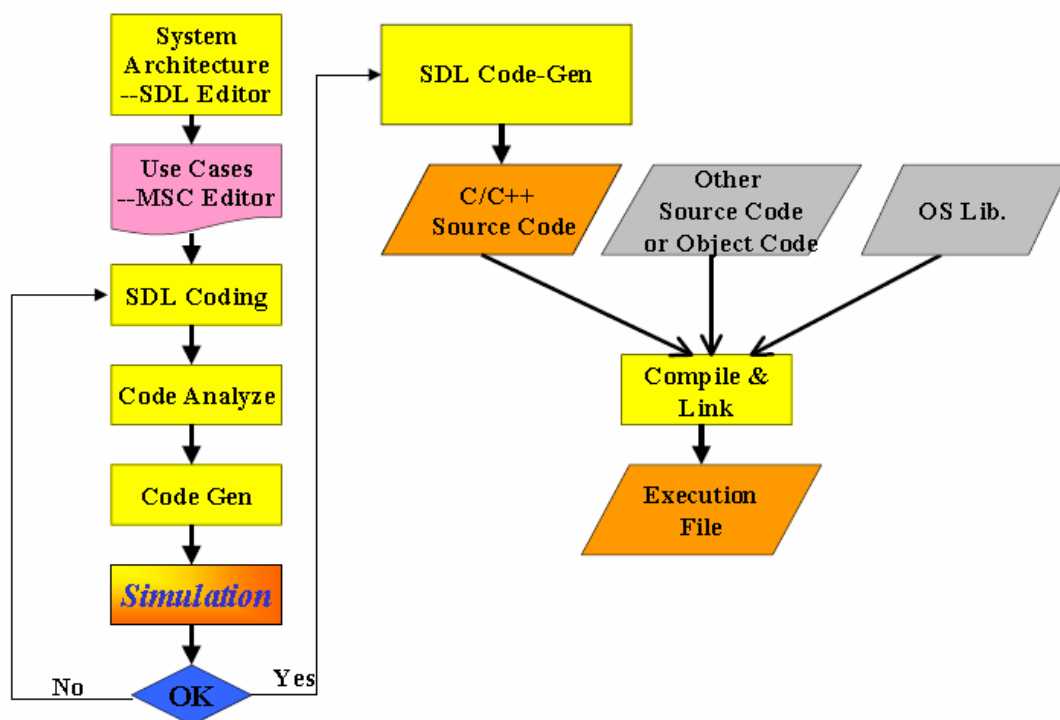 System
Architecture
--SDL Editor
Use Cases
--MSC Editor
SDL Coding
Code Analyze
Code Gen
Simulation
OK
No
Yes
SDL Code-Gen
C/C++
Source Code
Other
Source Code
or Object Code
OS Lib.
Compile &
Link
Execution
File